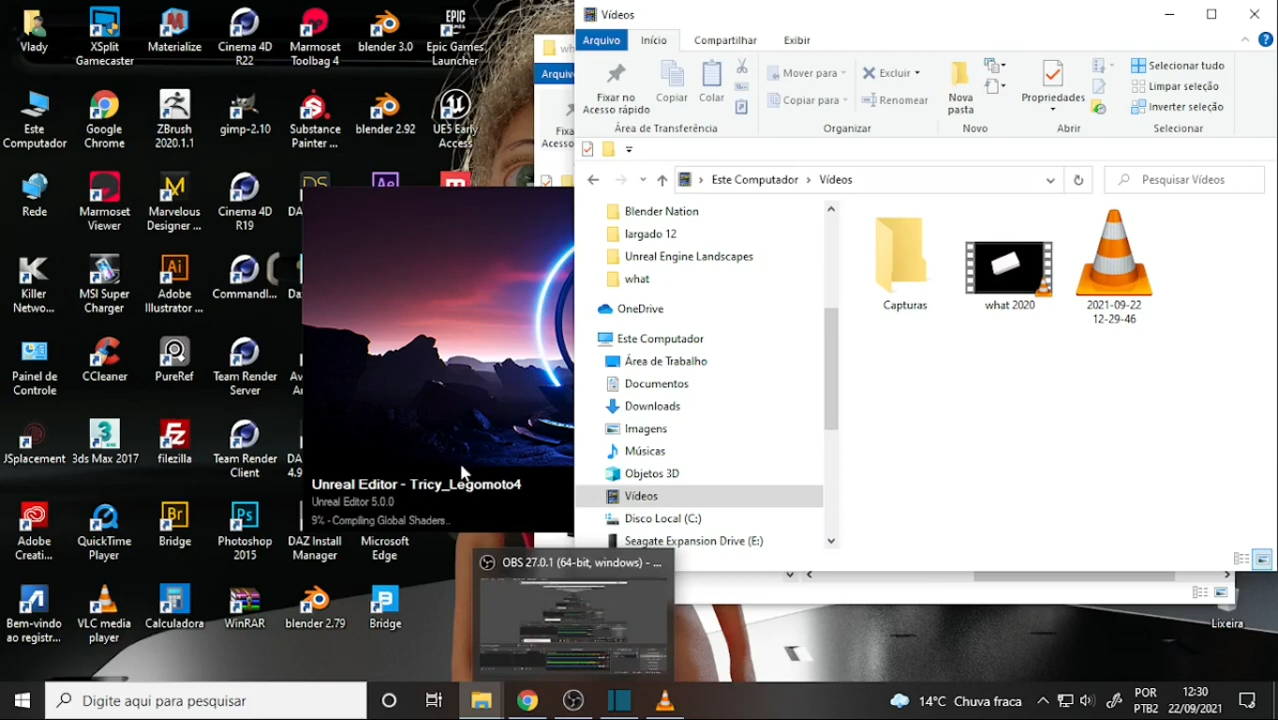 Vlady
XSplit
Gamecaster
Materialize
Cinema 4D
R22
Marmoset
Toolbag 4
blender 3.0
EPIC
GAMES
Epic Games
Launcher
Este
Computador
Google
Chrome
ZBrush
2020.1.1
gimp-2.10
Substance
Painter ...
blender 2.92
UE5 Early
Access
Rede
Marmoset
Viewer
Marvelous
Designer ...
Cinema 4D
R19
Killer
Netwo...
MSI Super
Charger
Adobe
Illustrator ...
Commandl...
Painel de
Controle
CCleaner
PureRef
Team Render
Server
JSplacement
3ds Max 2017
filezilla
Team Render
Client
Adobe
Creati...
QuickTime
Player
Bridge
Photoshop
2015
DAZ Install
Manager
Microsoft
Edge
Bem-vindo
ao registr...
VLC media
player
Calculadora
WinRAR
blender 2.79
Bridge
Unreal Editor - Tricy_Legomoto4
Unreal Editor 5.0.0
9% - Compiling Global Shaders...
Vídeos
Arquivo
Início
Compartilhar
Exibir
Fixar no
Acesso rápido
Copiar
Colar
Mover para
Copiar para
Excluir
Renomear
Nova
pasta
Propriedades
Selecionar tudo
Limpar seleção
Inverter seleção
Área de Transferência
Organizar
Novo
Abrir
Selecionar
Este Computador
Vídeos
Pesquisar Vídeos
Blender Nation
largado 12
Unreal Engine Landscapes
what
OneDrive
Este Computador
Área de Trabalho
Documentos
Downloads
Imagens
Músicas
Objetos 3D
Vídeos
Disco Local (C:)
Seagate Expansion Drive (E:)
Capturas
what 2020
2021-09-22
12-29-46
OBS 27.0.1 (64-bit, windows) - ...
Lixeira
Digite aqui para pesquisar
14°C Chuva fraca
POR
PTB2
12:30
22/09/2021